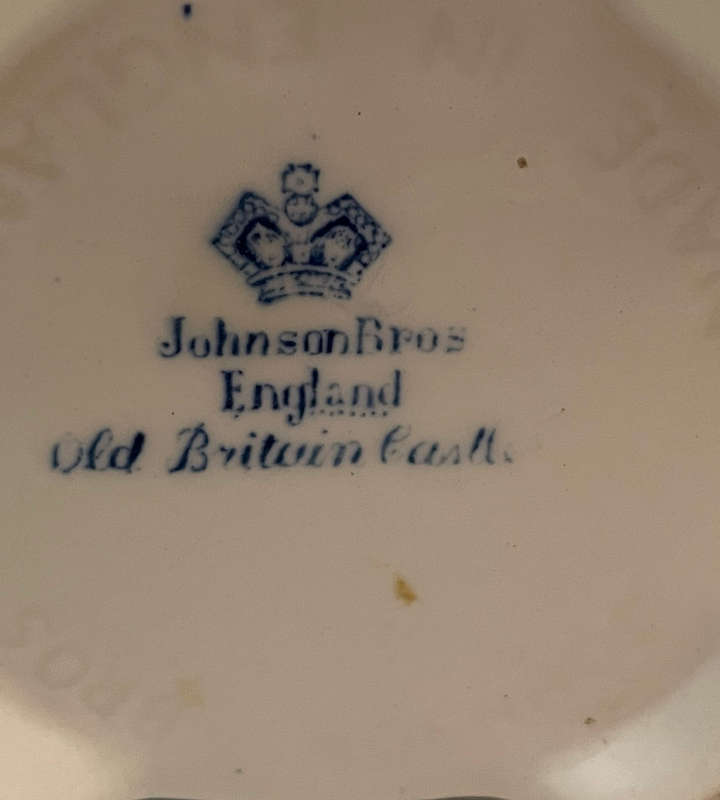 Johnson Bros
England
Old Britain Castle